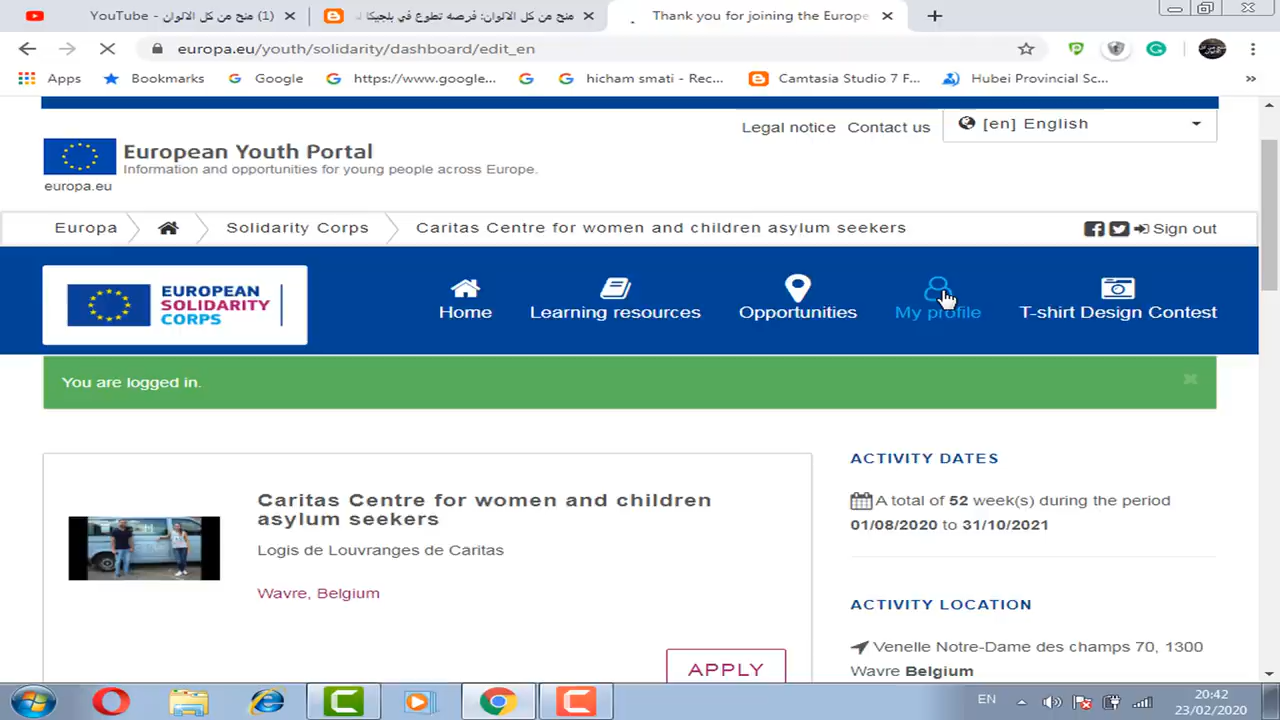 (1) منح من كل الالوان - YouTube
منح من كل الالوان: فرصه تطوع في بلجيكا ل
Thank you for joining the Europe
europa.eu/youth/solidarity/dashboard/edit_en
Apps
Bookmarks
Google
https://www.google...
hicham smati - Rec...
Camtasia Studio 7 F...
Hubei Provincial Sc...
»
Legal notice
Contact us
[en] English
European Youth Portal
Information and opportunities for young people across Europe.
europa.eu
Europa
Solidarity Corps
Caritas Centre for women and children asylum seekers
Sign out
EUROPEAN
SOLIDARITY
CORPS
Home
Learning resources
Opportunities
My profile
T-shirt Design Contest
You are logged in.
×
Caritas Centre for women and children
asylum seekers
Logis de Louvranges de Caritas
Wavre, Belgium
APPLY
ACTIVITY DATES
A total of 52 week(s) during the period
01/08/2020 to 31/10/2021
ACTIVITY LOCATION
Venelle Notre-Dame des champs 70, 1300
Wavre Belgium
EN
20:42
23/02/2020